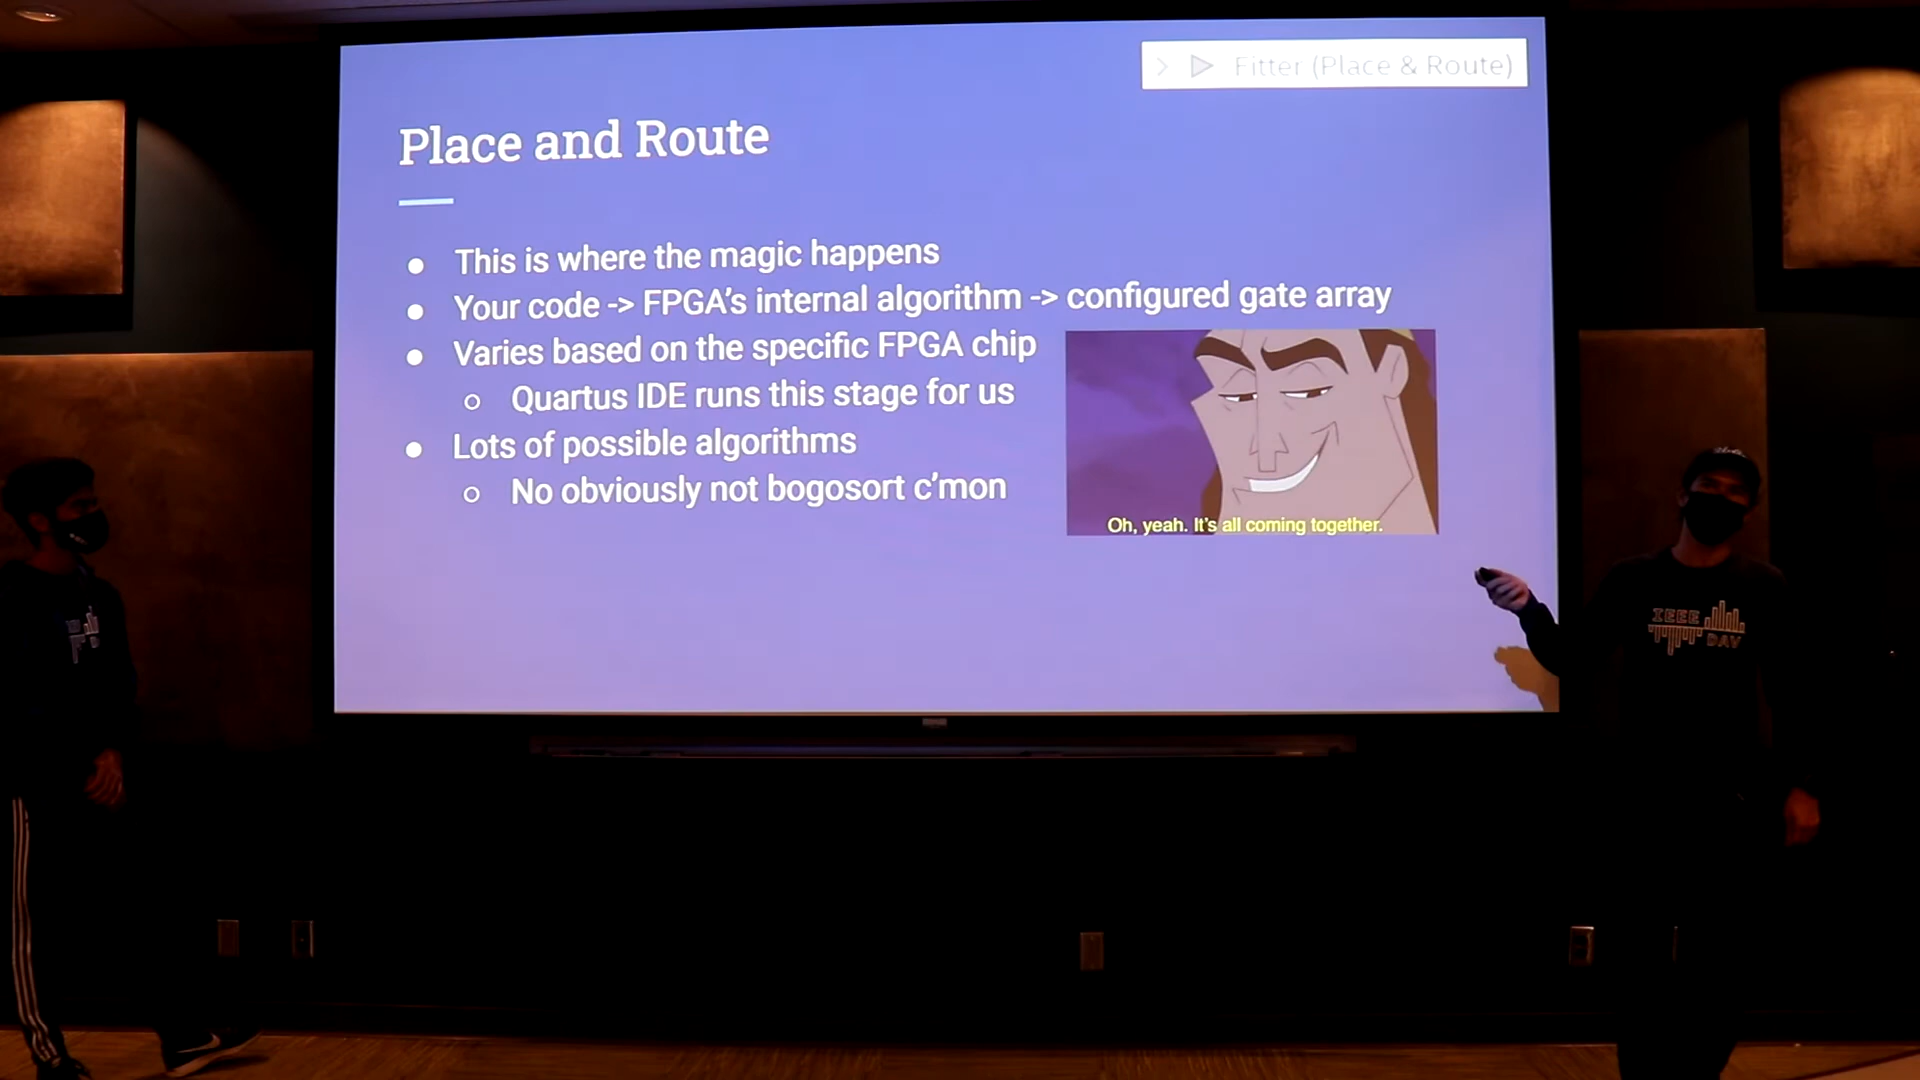 Fitter (Place & Route)
Place and Route
This is where the magic happens
Your code -> FPGA's internal algorithm -> configured gate array
Varies based on the specific FPGA chip
Quartus IDE runs this stage for us
Lots of possible algorithms
No obviously not bogosort c'mon
Oh, yeah. It's all coming together.
IEEE
DAV